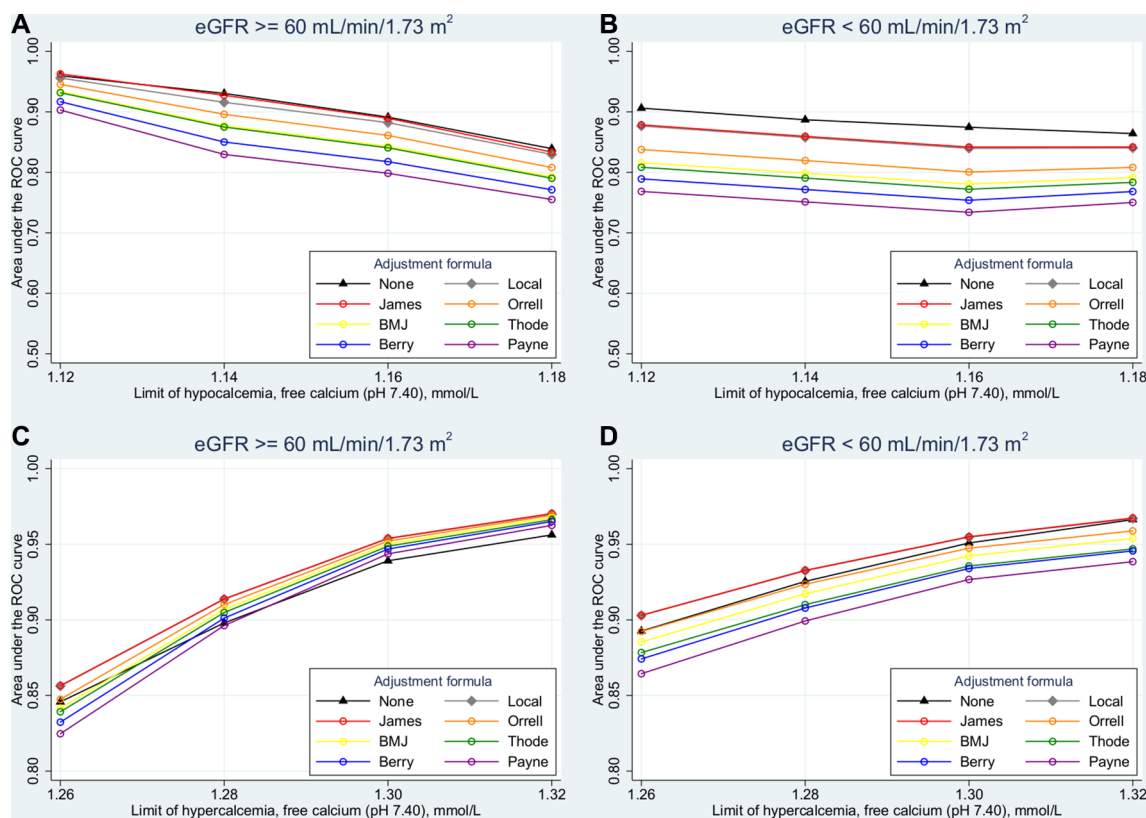 A
eGFR >= 60 mL/min/1.73 m²
Area under the ROC curve
1.00
0.90
0.80
0.70
0.60
0.50
Adjustment formula
None Local
James Orrell
BMJ Thode
Berry Payne
1.12 1.14 1.16 1.18
Limit of hypocalcemia, free calcium (pH 7.40), mmol/L
B
eGFR < 60 mL/min/1.73 m²
Area under the ROC curve
1.00
0.90
0.80
0.70
0.60
0.50
Adjustment formula
None Local
James Orrell
BMJ Thode
Berry Payne
1.12 1.14 1.16 1.18
Limit of hypocalcemia, free calcium (pH 7.40), mmol/L
C
eGFR >= 60 mL/min/1.73 m²
Area under the ROC curve
1.00
0.95
0.90
0.85
0.80
Adjustment formula
None Local
James Orrell
BMJ Thode
Berry Payne
1.26 1.28 1.30 1.32
Limit of hypercalcemia, free calcium (pH 7.40), mmol/L
D
eGFR < 60 mL/min/1.73 m²
Area under the ROC curve
1.00
0.95
0.90
0.85
0.80
Adjustment formula
None Local
James Orrell
BMJ Thode
Berry Payne
1.26 1.28 1.30 1.32
Limit of hypercalcemia, free calcium (pH 7.40), mmol/L